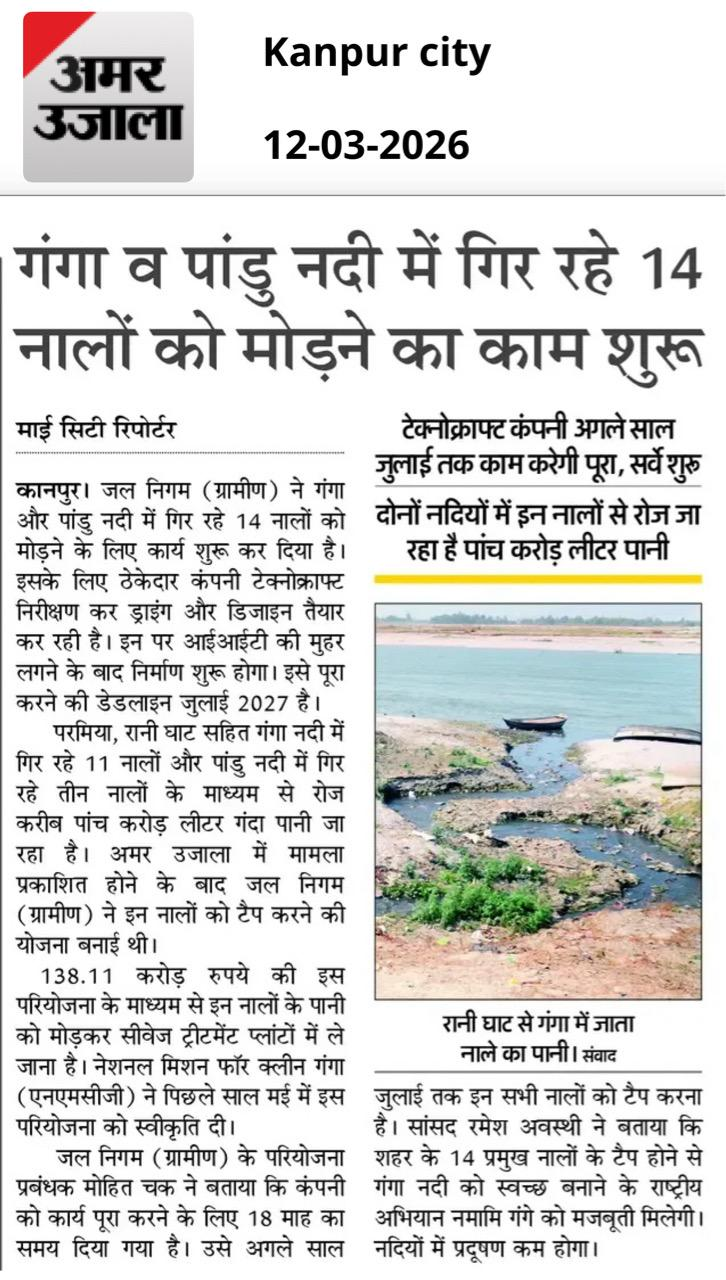 अमर
उजाला
Kanpur city
12-03-2026
गंगा व पांडु नदी में गिर रहे 14
नालों को मोड़ने का काम शुरू
माई सिटी रिपोर्टर
कानपुर। जल निगम (ग्रामीण) ने गंगा
और पांडु नदी में गिर रहे 14 नालों को
मोड़ने के लिए कार्य शुरू कर दिया है।
इसके लिए ठेकेदार कंपनी टेक्नोक्राफ्ट
निरीक्षण कर ड्राइंग और डिजाइन तैयार
कर रही है। इन पर आईआईटी की मुहर
लगने के बाद निर्माण शुरू होगा। इसे पूरा
करने की डेडलाइन जुलाई 2027 है।
परमिया, रानी घाट सहित गंगा नदी में
गिर रहे 11 नालों और पांडु नदी में गिर
रहे तीन नालों के माध्यम से रोज
करीब पांच करोड़ लीटर गंदा पानी जा
रहा है। अमर उजाला में मामला
प्रकाशित होने के बाद जल निगम
(ग्रामीण) ने इन नालों को टैप करने की
योजना बनाई थी।
138.11 करोड़ रुपये की इस
परियोजना के माध्यम से इन नालों के पानी
को मोड़कर सीवेज ट्रीटमेंट प्लांटों में ले
जाना है। नेशनल मिशन फॉर क्लीन गंगा
(एनएमसीजी) ने पिछले साल मई में इस
परियोजना को स्वीकृति दी।
जल निगम (ग्रामीण) के परियोजना
प्रबंधक मोहित चक ने बताया कि कंपनी
को कार्य पूरा करने के लिए 18 माह का
समय दिया गया है। उसे अगले साल
टेक्नोक्राफ्ट कंपनी अगले साल
जुलाई तक काम करेगी पूरा, सर्वे शुरू
दोनों नदियों में इन नालों से रोज जा
रहा है पांच करोड़ लीटर पानी
रानी घाट से गंगा में जाता
नाले का पानी। संवाद
जुलाई तक इन सभी नालों को टैप करना
है। सांसद रमेश अवस्थी ने बताया कि
शहर के 14 प्रमुख नालों के टैप होने से
गंगा नदी को स्वच्छ बनाने के राष्ट्रीय
अभियान नमामि गंगे को मजबूती मिलेगी।
नदियों में प्रदूषण कम होगा।